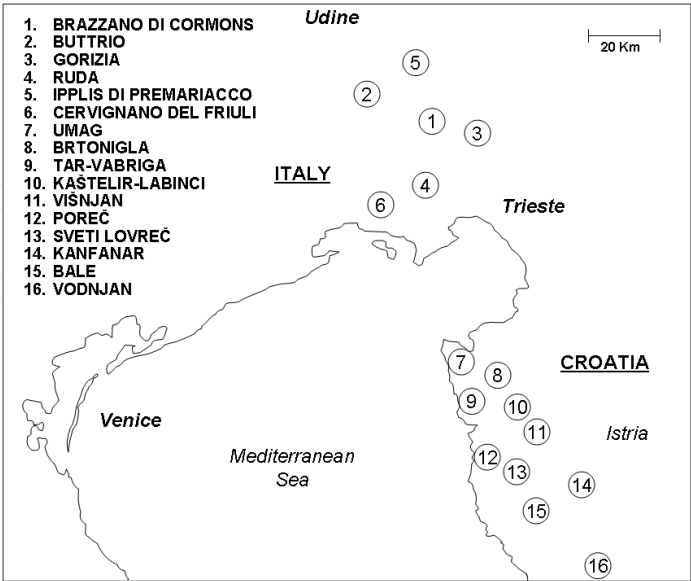 1. BRAZZANO DI CORMONS
2. BUTTRIO
3. GORIZIA
4. RUDA
5. IPPLIS DI PREMARIACCO
6. CERVIGNANO DEL FRIULI
7. UMAG
8. BRTONIGLA
9. TAR-VABRIGA
10. KAŠTELIR-LABINCI
11. VIŠNJAN
12. POREČ
13. SVETI LOVREČ
14. KANFANAR
15. BALE
16. VODNJAN
Udine
20 Km
5
2
1
3
ITALY
4
6
Trieste
7
8
CROATIA
9
10
Venice
11
Istria
Mediterranean
Sea
12
13
14
15
16